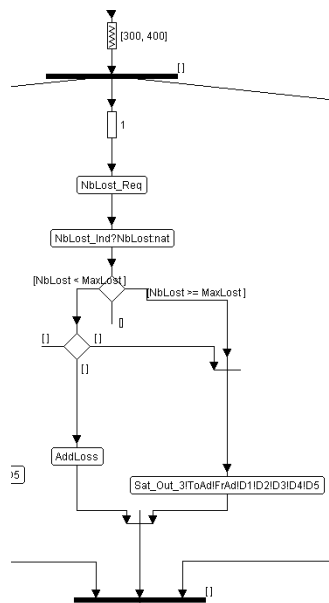 [300, 400]
[ ]
1
NbLost_Req
NbLost_Ind?NbLost:nat
[NbLost < MaxLost ]
[NbLost >= MaxLost ]
[]
[ ]
[ ]
[ ]
AddLoss
D5
Sat_Out_3!ToAd!FrAd!D1!D2!D3!D4!D5
[ ]